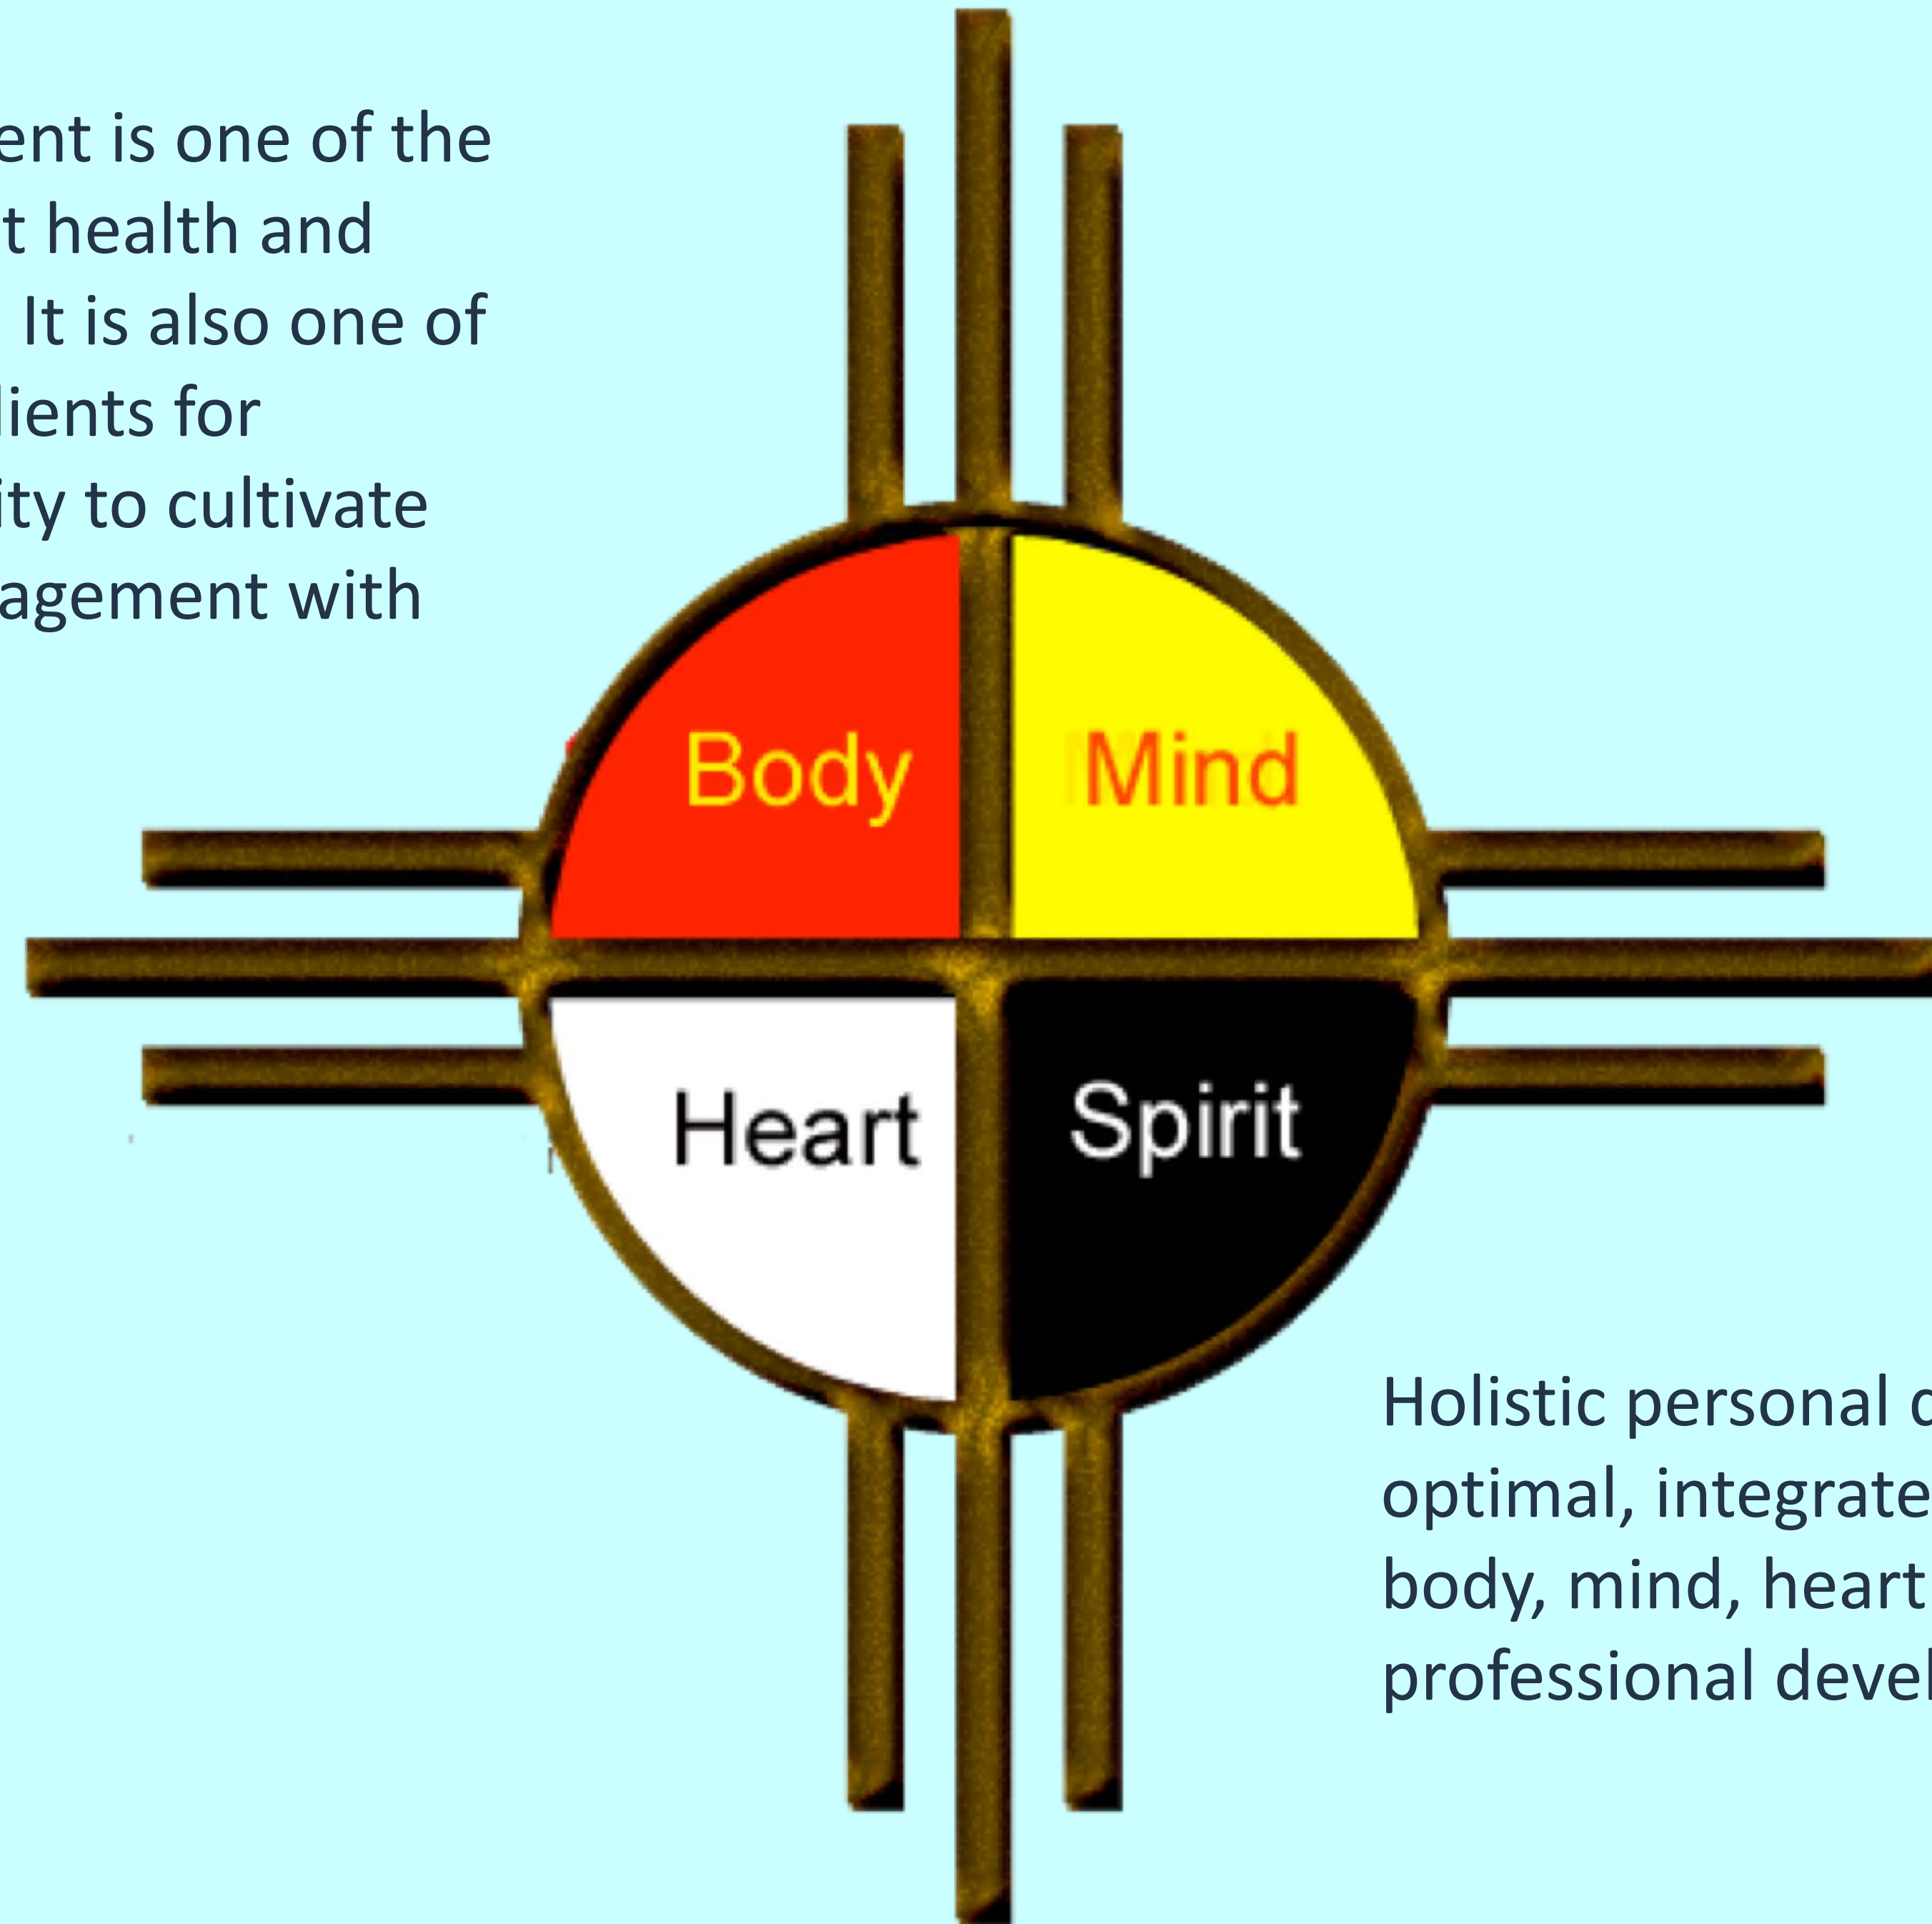 ent is one of the
t health and
It is also one of
lients for
ity to cultivate
agement with
Body
Mind
Heart
Spirit
Holistic personal
optimal, integrate
body, mind, heart
professional devel